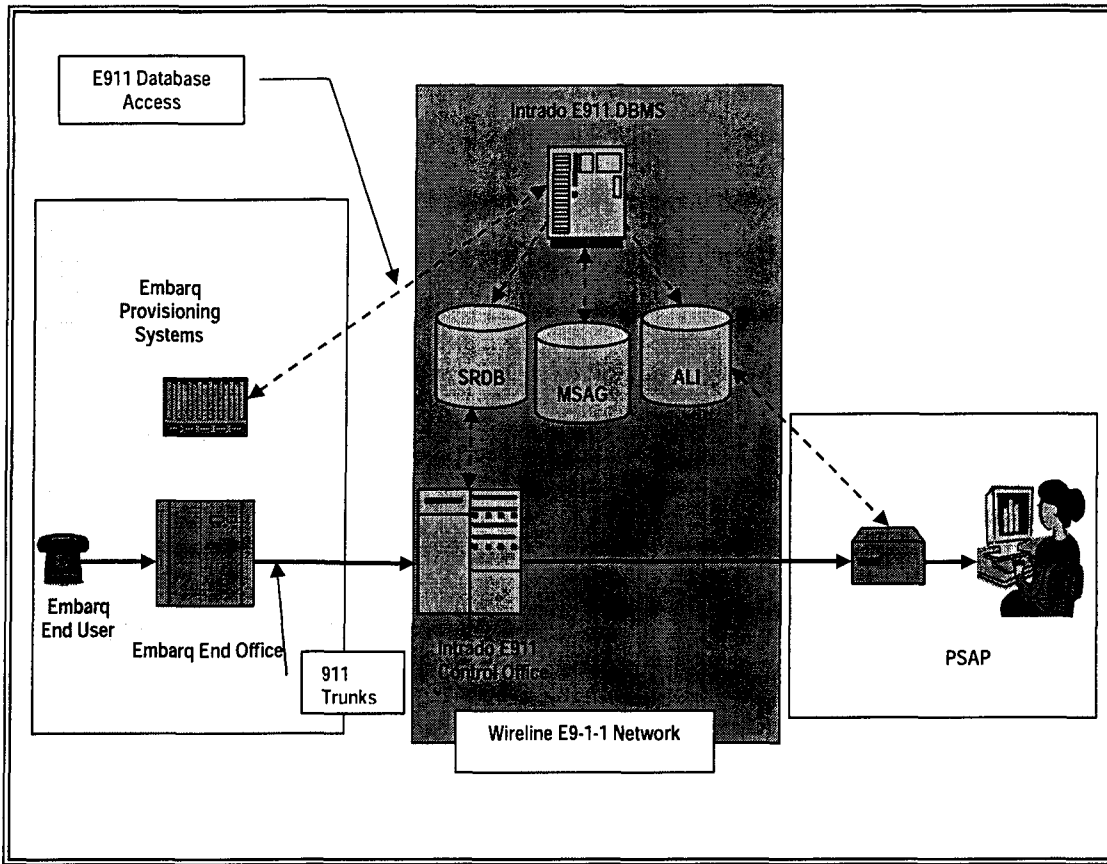 E911 Database
Access
Intrado E911 DBMS
Embarq
Provisioning
Systems
SRDB
MSAG
ALI
Embarq
End User
Embarq End Office
911
Trunks
Intrado E911
Control Office
Wireline E9-1-1 Network
PSAP